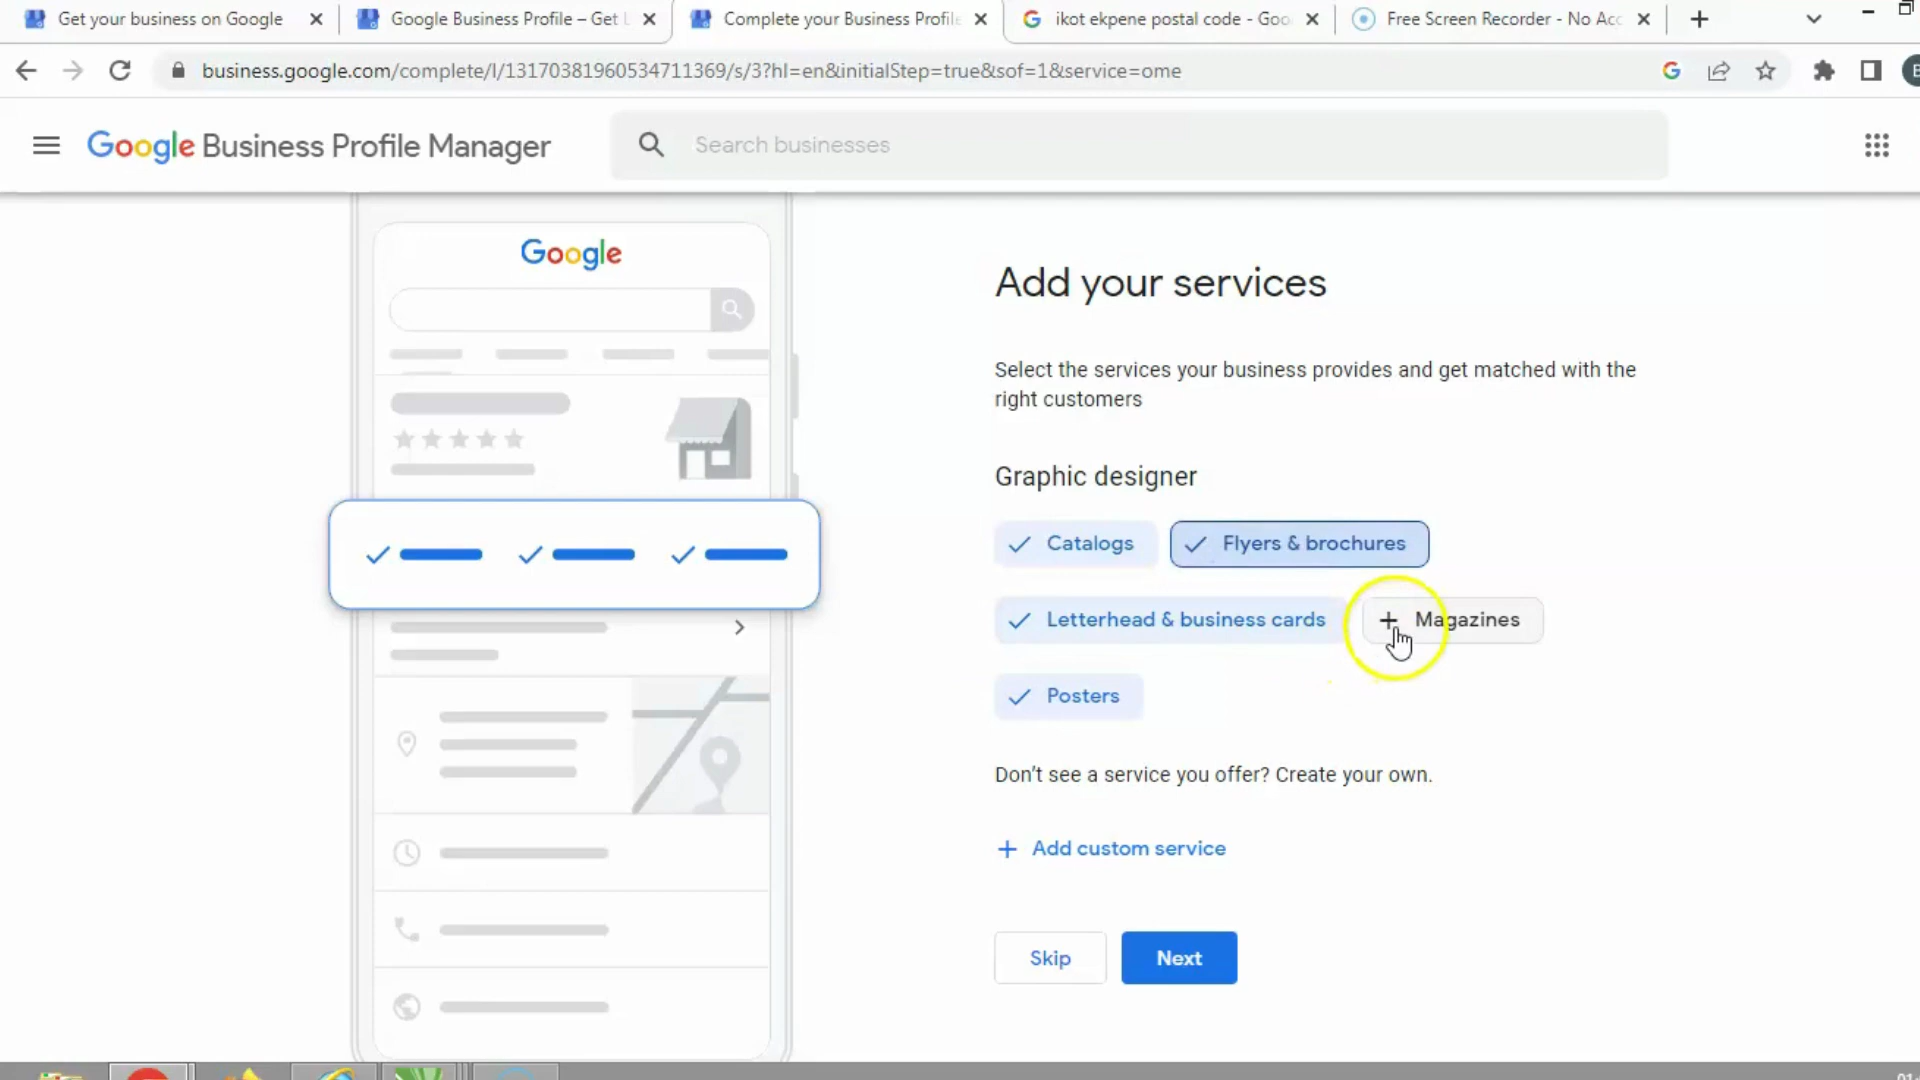 Get your business on Google
Google Business Profile – Get
Complete your Business Profile
ikot ekpene postal code - Goo
Free Screen Recorder - No Acc
business.google.com/complete/l/13170381960534711369/s/3?hl=en&initialStep=true&sof=1&service=ome
Google Business Profile Manager
Search businesses
Google
Add your services
Select the services your business provides and get matched with the
right customers
Graphic designer
Catalogs
Flyers & brochures
Letterhead & business cards
+ Magazines
Posters
Don't see a service you offer? Create your own.
+ Add custom service
Skip
Next